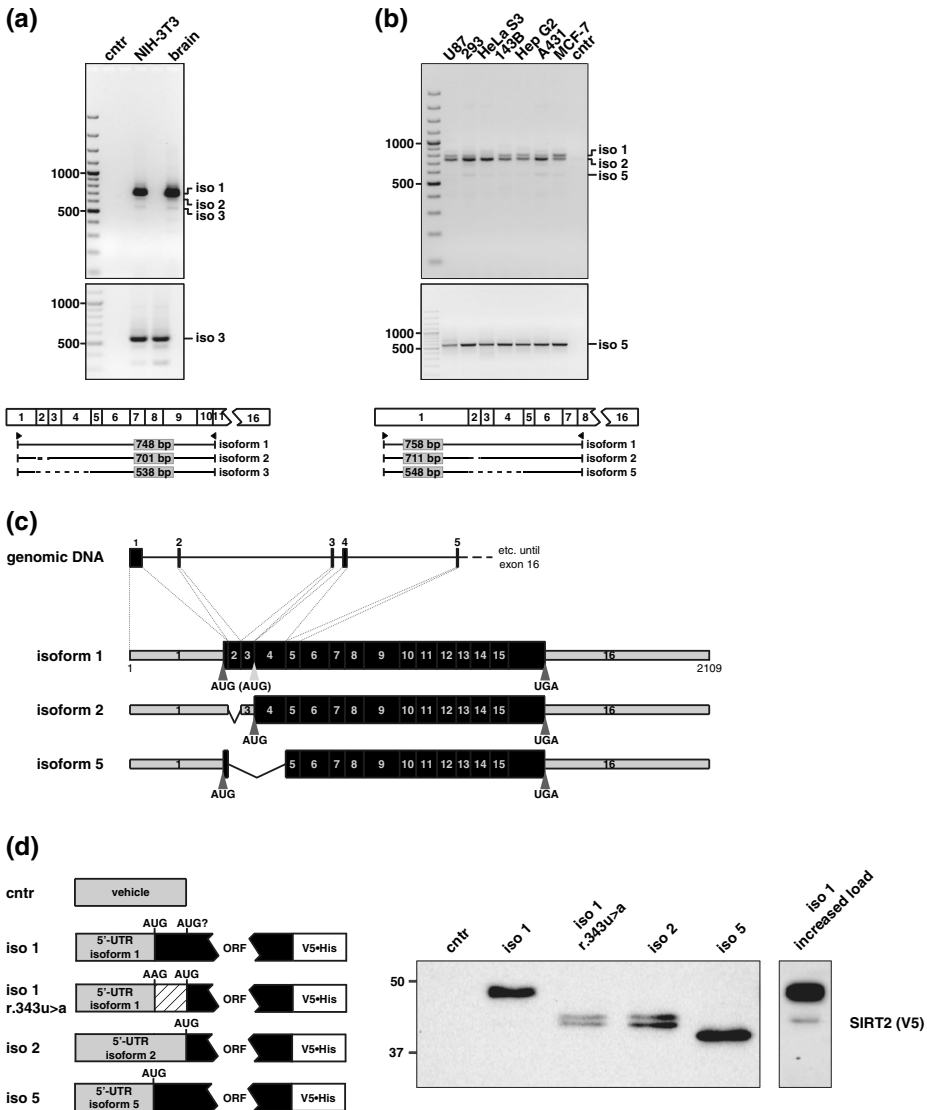 (a)
cntr
NIH-3T3
brain
1000
500
iso 1
iso 2
iso 3
1000
500
iso 3
1 2 3 4 5 6 7 8 9 10 11 16
748 bp isoform 1
701 bp isoform 2
538 bp isoform 3
(b)
U87
293
HeLa S3
143B
Hep G2
A431
MCF-7
cntr
1000
500
iso 1
iso 2
iso 5
1000
500
iso 5
1 2 3 4 5 6 7 8 16
758 bp isoform 1
711 bp isoform 2
548 bp isoform 5
(c)
1 2 3 4 5
genomic DNA
etc. until
exon 16
isoform 1
1 2 3 4 5 6 7 8 9 10 11 12 13 14 15 16
1 2109
AUG (AUG) UGA
isoform 2
1 3 4 5 6 7 8 9 10 11 12 13 14 15 16
AUG UGA
isoform 5
1 5 6 7 8 9 10 11 12 13 14 15 16
AUG UGA
(d)
cntr
vehicle
AUG AUG?
iso 1
5'-UTR
isoform 1
ORF
V5•His
AAG AUG
iso 1
r.343u>a
5'-UTR
isoform 1
ORF
V5•His
AUG
iso 2
5'-UTR
isoform 2
ORF
V5•His
AUG
iso 5
5'-UTR
isoform 5
ORF
V5•His
cntr
iso 1
iso 1
r.343u>a
iso 2
iso 5
iso 1
increased load
50
37
SIRT2 (V5)